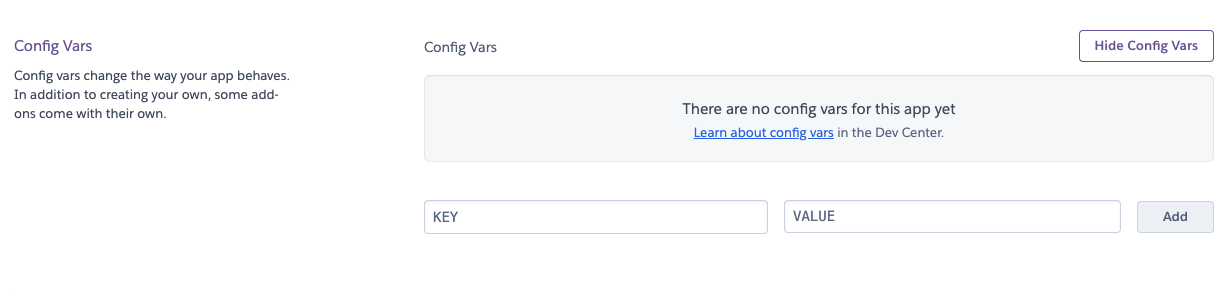 Config Vars
Config vars change the way your app behaves.
In addition to creating your own, some add-
ons come with their own.
Config Vars
Hide Config Vars
There are no config vars for this app yet
Learn about config vars in the Dev Center.
KEY
VALUE
Add